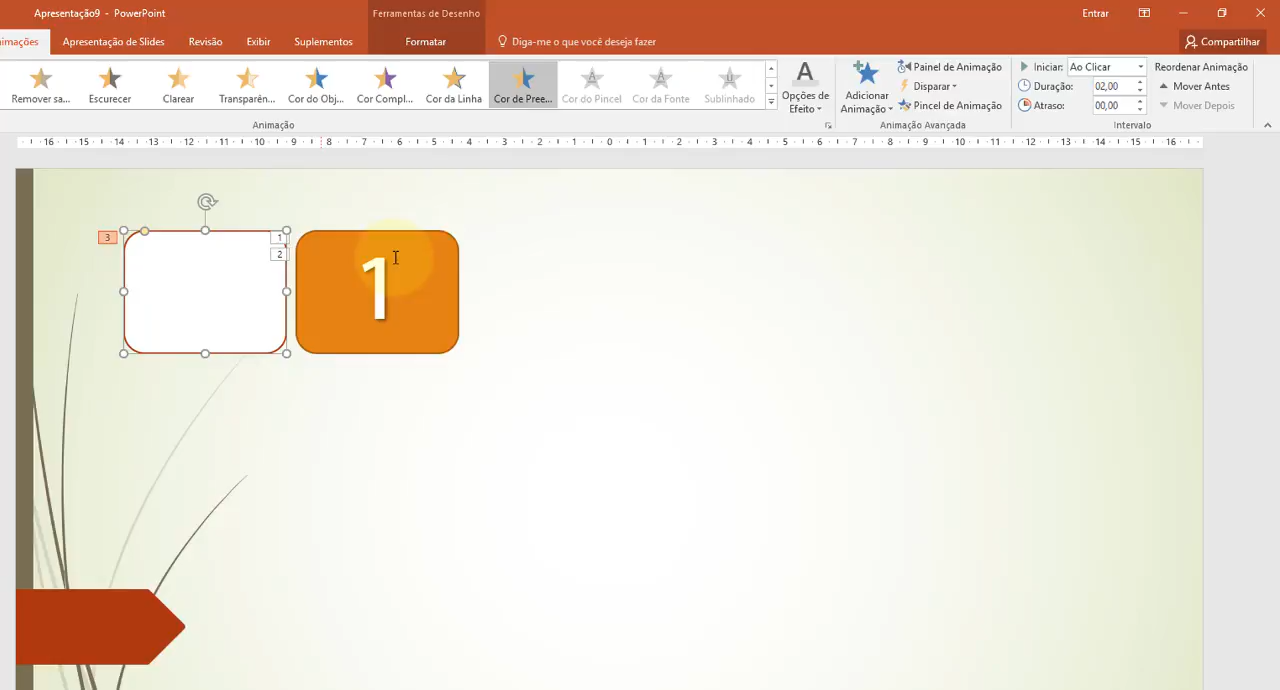 Apresentação9 - PowerPoint
Ferramentas de Desenho
Entrar
imações
Apresentação de Slides
Revisão
Exibir
Suplementos
Formatar
Diga-me o que você deseja fazer
Compartilhar
Remover sa...
Escurecer
Clarear
Transparên...
Cor do Obj...
Cor Compl...
Cor da Linha
Cor de Pree...
Cor do Pincel
Cor da Fonte
Sublinhado
Opções de
Efeito
Adicionar
Animação
Painel de Animação
Disparar
Pincel de Animação
Iniciar: Ao Clicar
Duração: 02,00
Atraso: 00,00
Reordenar Animação
Mover Antes
Mover Depois
Animação
Animação Avançada
Intervalo
16 15 14 13 12 11 10 9 8 7 6 5 4 3 2 1 0 1 2 3 4 5 6 7 8 9 10 11 12 13 14 15 16
3
1
2
1